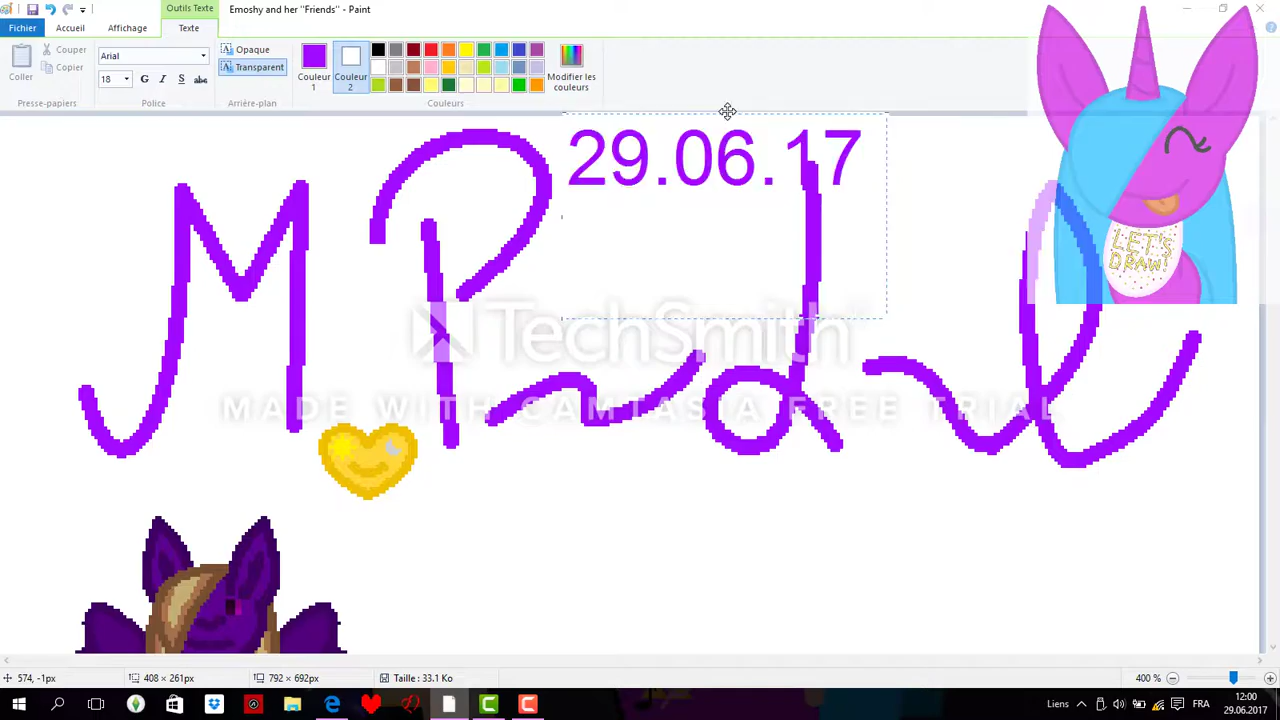 Outils Texte
Emoshy and her "Friends" - Paint
Fichier
Accueil
Affichage
Texte
Coller
Couper
Copier
Presse-papiers
Arial
18
G I S abc
Police
Opaque
Transparent
Arrière-plan
Couleur 1
Couleur 2
Modifier les couleurs
Couleurs
29.06.17
LET'S
DRAW!
TechSmith
MADE WITH CAMTASIA FREE TRIAL
574, -1px
408 × 261px
792 × 692px
Taille : 33.1 Ko
400 %
Liens
FRA
12:00
29.06.2017